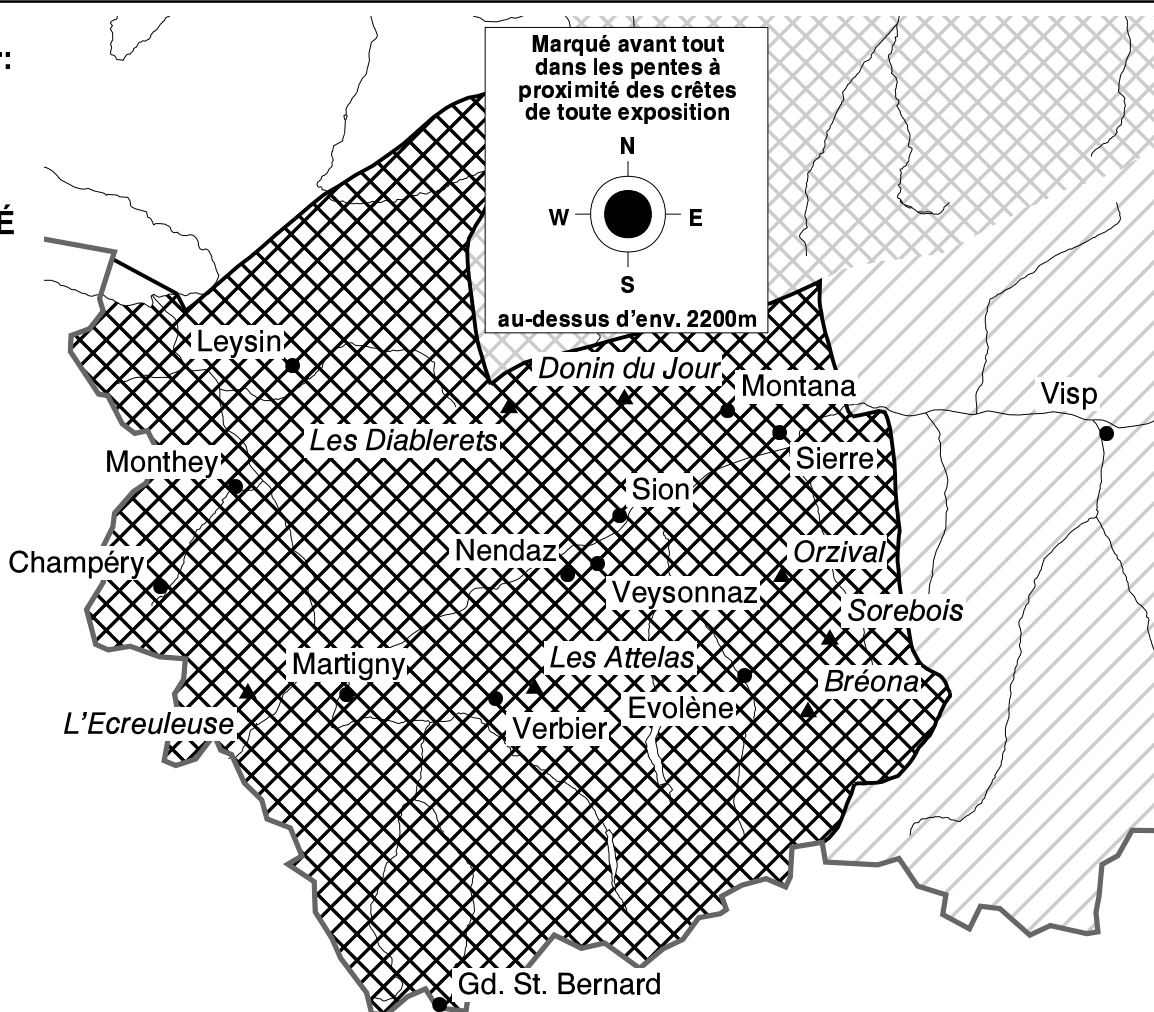 Marqué avant tout
dans les pentes à
proximité des crêtes
de toute exposition
N
W
E
S
au-dessus d'env. 2200m
r:
É
Leysin
Donin du Jour
Montana
Visp
Les Diablerets
Monthey
Sierre
Sion
Champéry
Nendaz
Orzival
Veysonnaz
Sorebois
Martigny
Les Attelas
Bréona
L'Ecreuleuse
Verbier
Evolène
Gd. St. Bernard